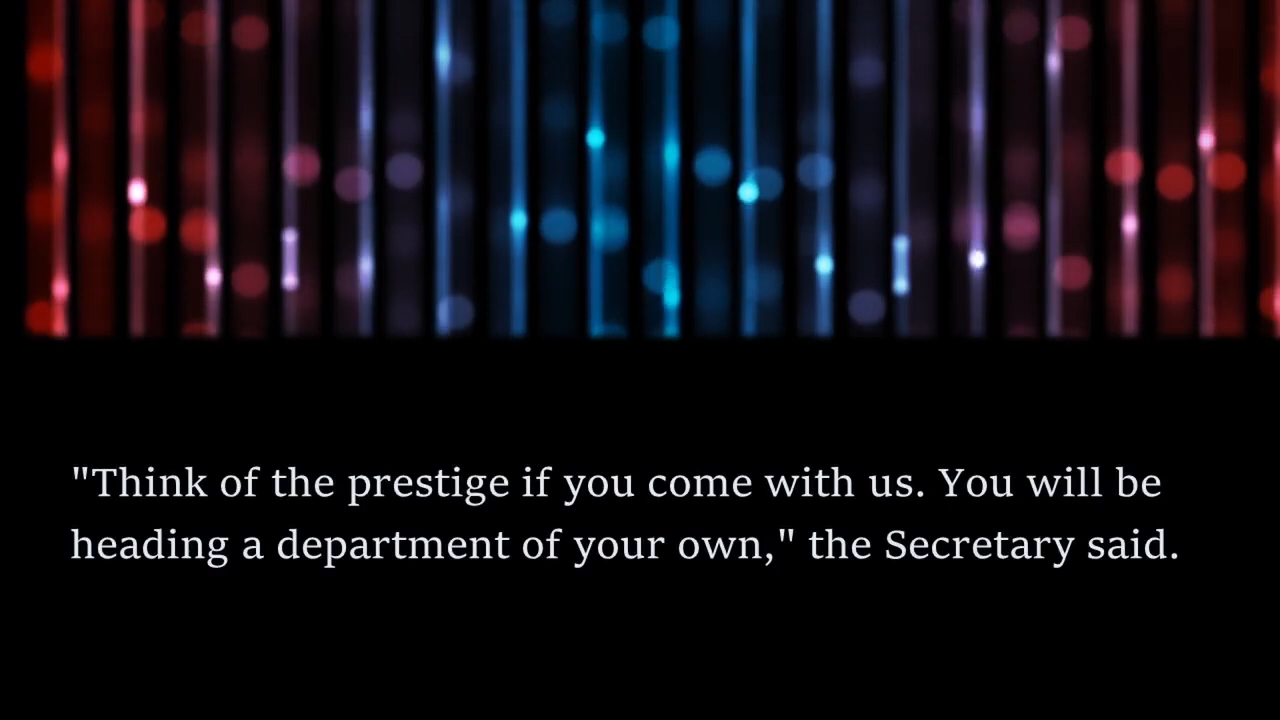 "Think of the prestige if you come with us. You will be
heading a department of your own," the Secretary said.